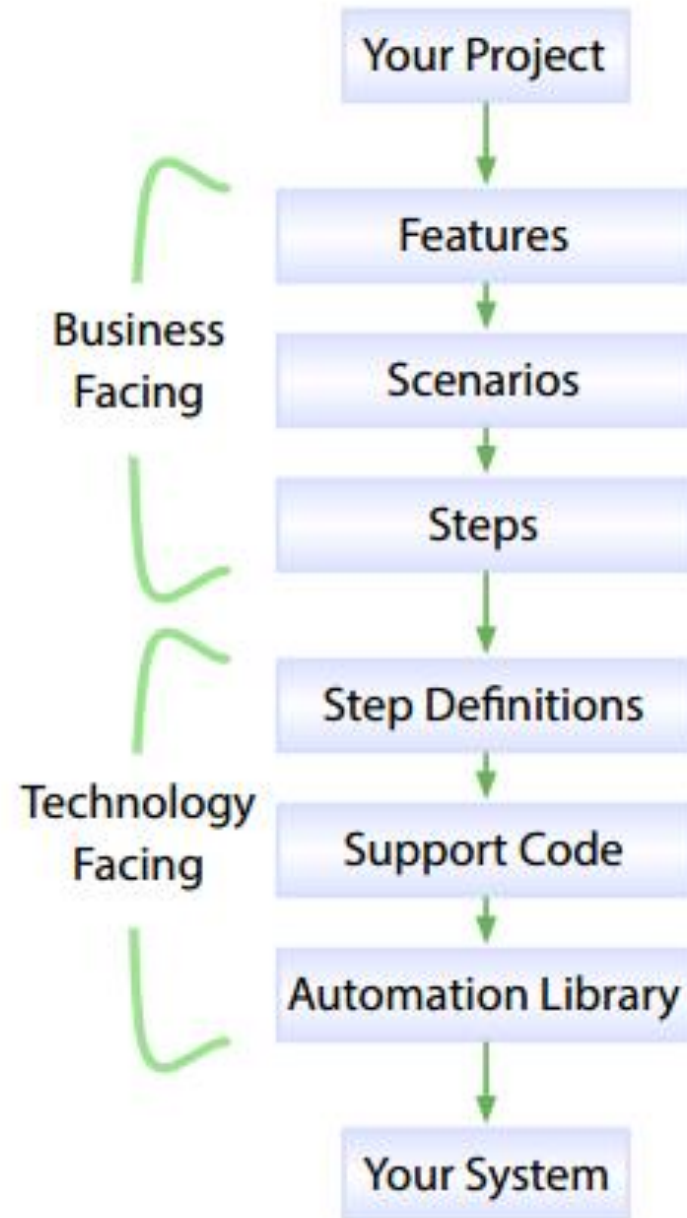 Your Project
Features
Business
Facing
Scenarios
Steps
Step Definitions
Technology
Facing
Support Code
Automation Library
Your System